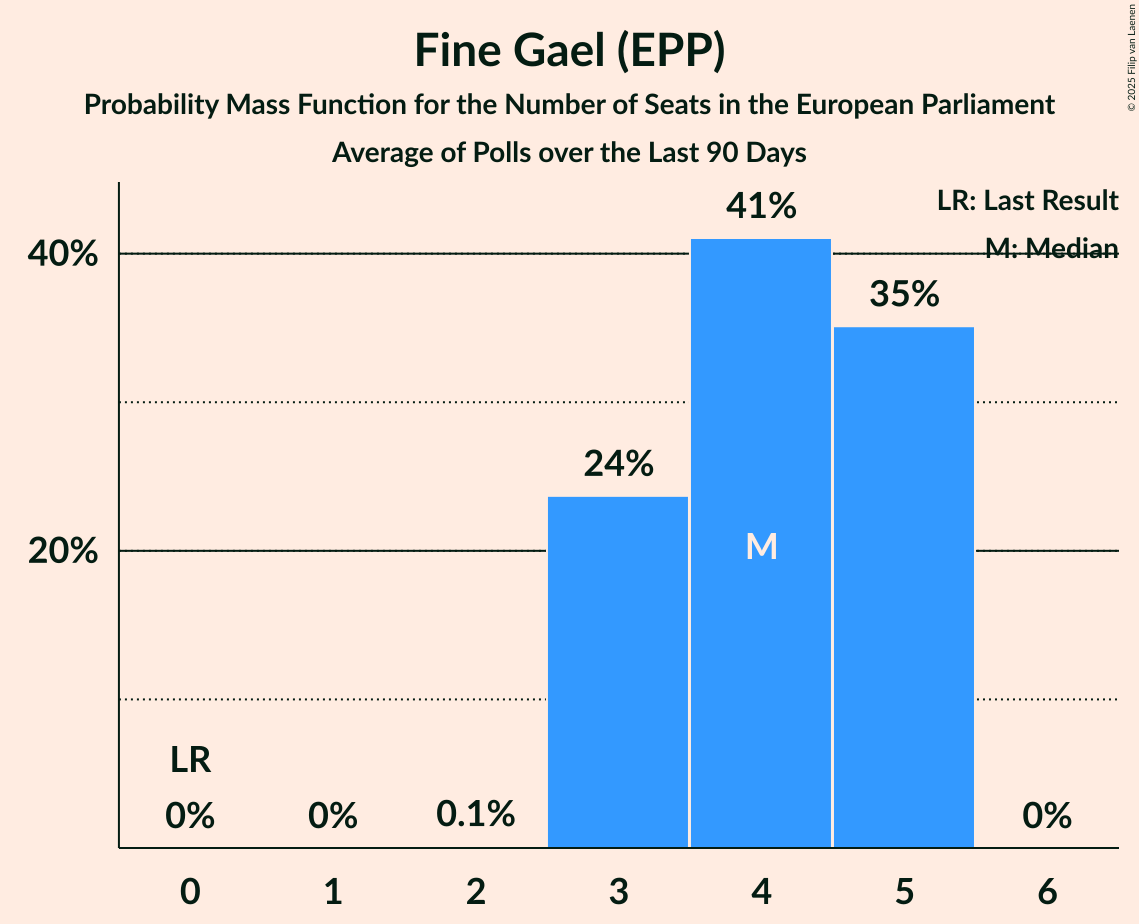 Fine Gael (EPP)
Probability Mass Function for the Number of Seats in the European Parliament
Average of Polls over the Last 90 Days
© 2025 Filip van Laenen
LR: Last Result
M: Median
41%
40%
35%
24%
20%
M
LR
0%
0%
0.1%
0%
0
1
2
3
4
5
6